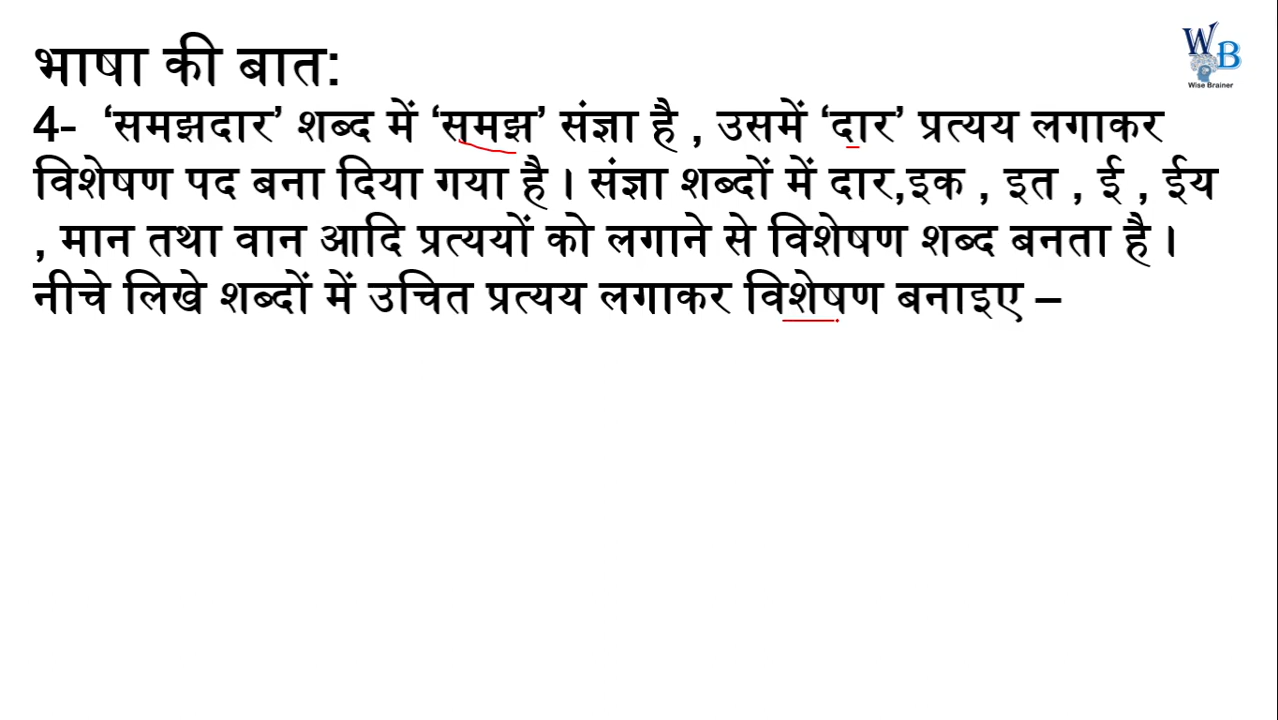 भाषा की बात:
WB
Wise Brainer
4- ‘समझदार’ शब्द में ‘समझ’ संज्ञा है , उसमें ‘दार’ प्रत्यय लगाकर
विशेषण पद बना दिया गया है । संज्ञा शब्दों में दार,इक , इत , ई , ईय
, मान तथा वान आदि प्रत्ययों को लगाने से विशेषण शब्द बनता है ।
नीचे लिखे शब्दों में उचित प्रत्यय लगाकर विशेषण बनाइए –